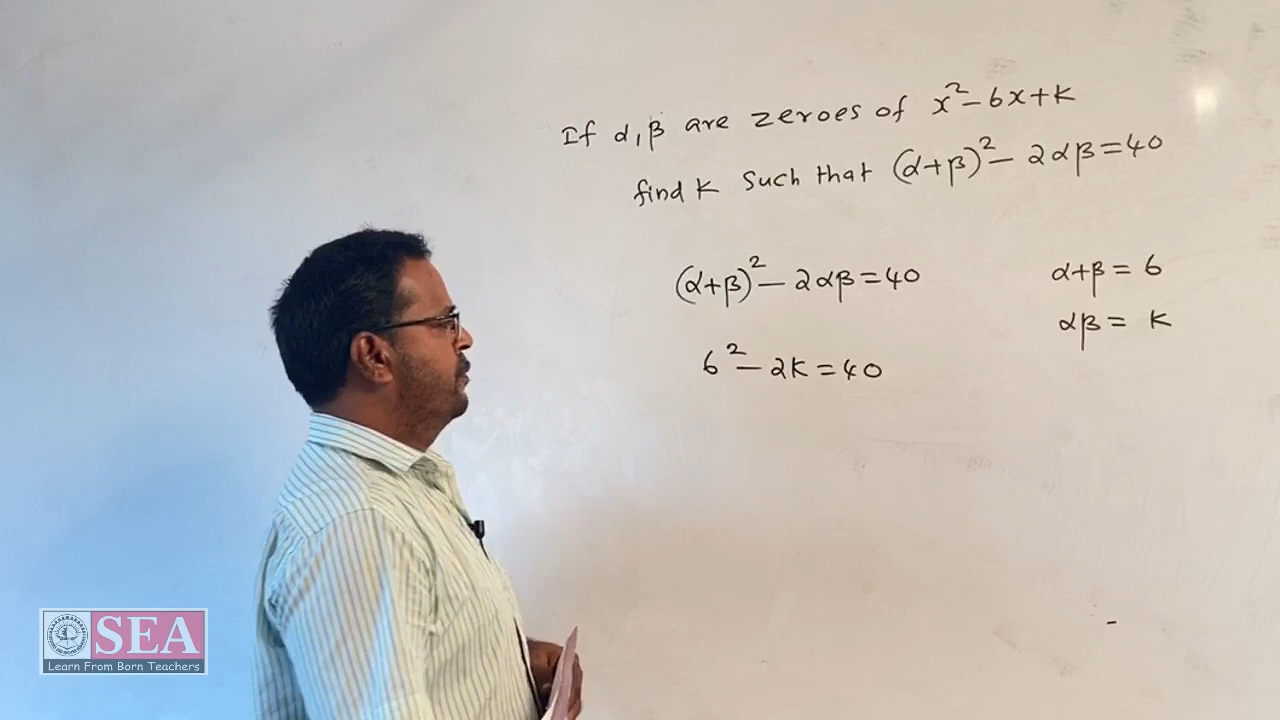 If α, β are zeroes of x² - 6x + k
find k such that (α+β)² - 2αβ = 40
(α+β)² - 2αβ = 40
α+β = 6
αβ = k
6² - 2k = 40
SEA
Learn From Born Teachers